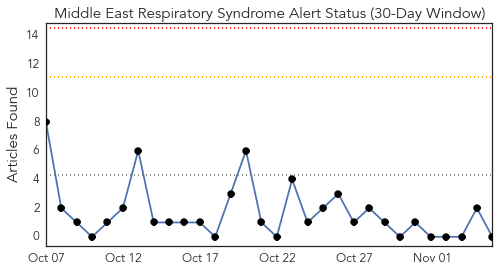 Middle East Respiratory Syndrome Alert Status (30-Day Window)
Articles Found
14
12
10
8
6
4
2
0
Oct 07
Oct 12
Oct 17
Oct 22
Oct 27
Nov 01